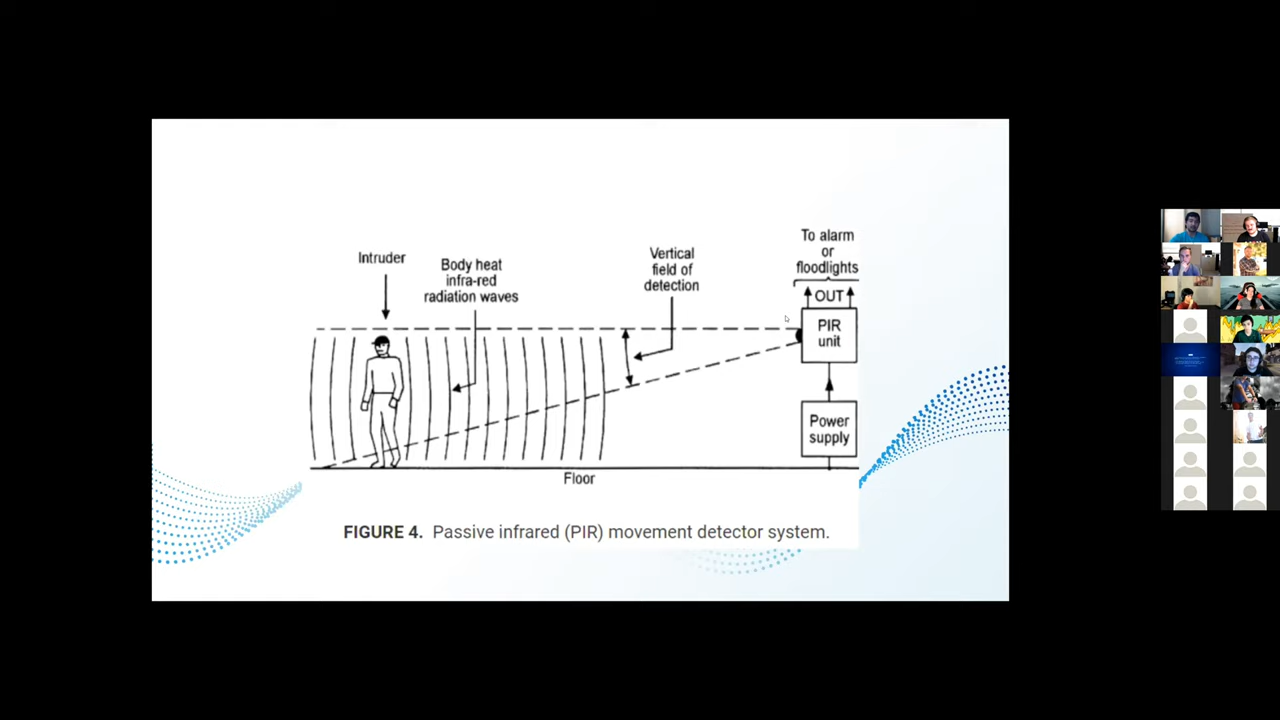 Intruder
Body heat
infra-red
radiation waves
Vertical
field of
detection
To alarm
or
floodlights
OUT
PIR
unit
Power
supply
Floor
FIGURE 4. Passive infrared (PIR) movement detector system.